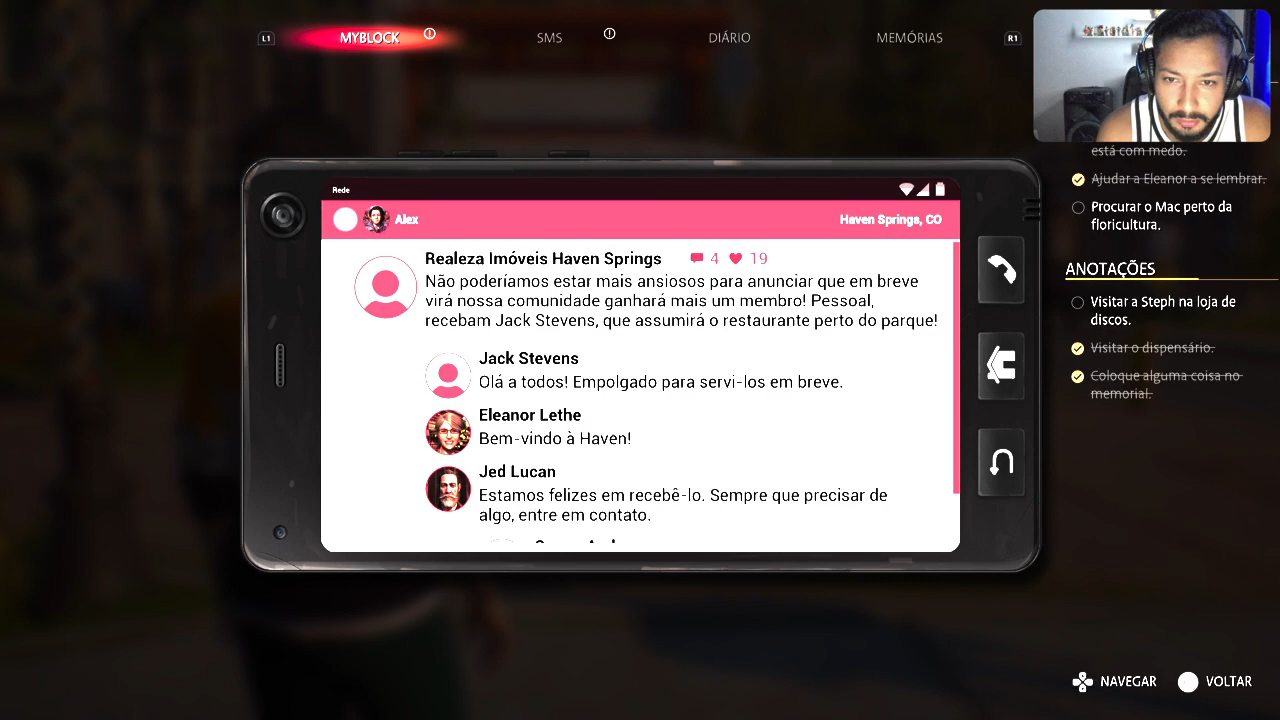 L1
MYBLOCK
SMS
DIÁRIO
MEMÓRIAS
R1
Rede
Alex
Haven Springs, CO
Realeza Imóveis Haven Springs 4 19
Não poderíamos estar mais ansiosos para anunciar que em breve
virá nossa comunidade ganhará mais um membro! Pessoal,
recebam Jack Stevens, que assumirá o restaurante perto do parque!
Jack Stevens
Olá a todos! Empolgado para servi-los em breve.
Eleanor Lethe
Bem-vindo à Haven!
Jed Lucan
Estamos felizes em recebê-lo. Sempre que precisar de
algo, entre em contato.
está com medo.
Ajudar a Eleanor a se lembrar.
Procurar o Mac perto da
floricultura.
ANOTAÇÕES
Visitar a Steph na loja de
discos.
Visitar o dispensário.
Coloque alguma coisa no
memorial.
NAVEGAR
VOLTAR